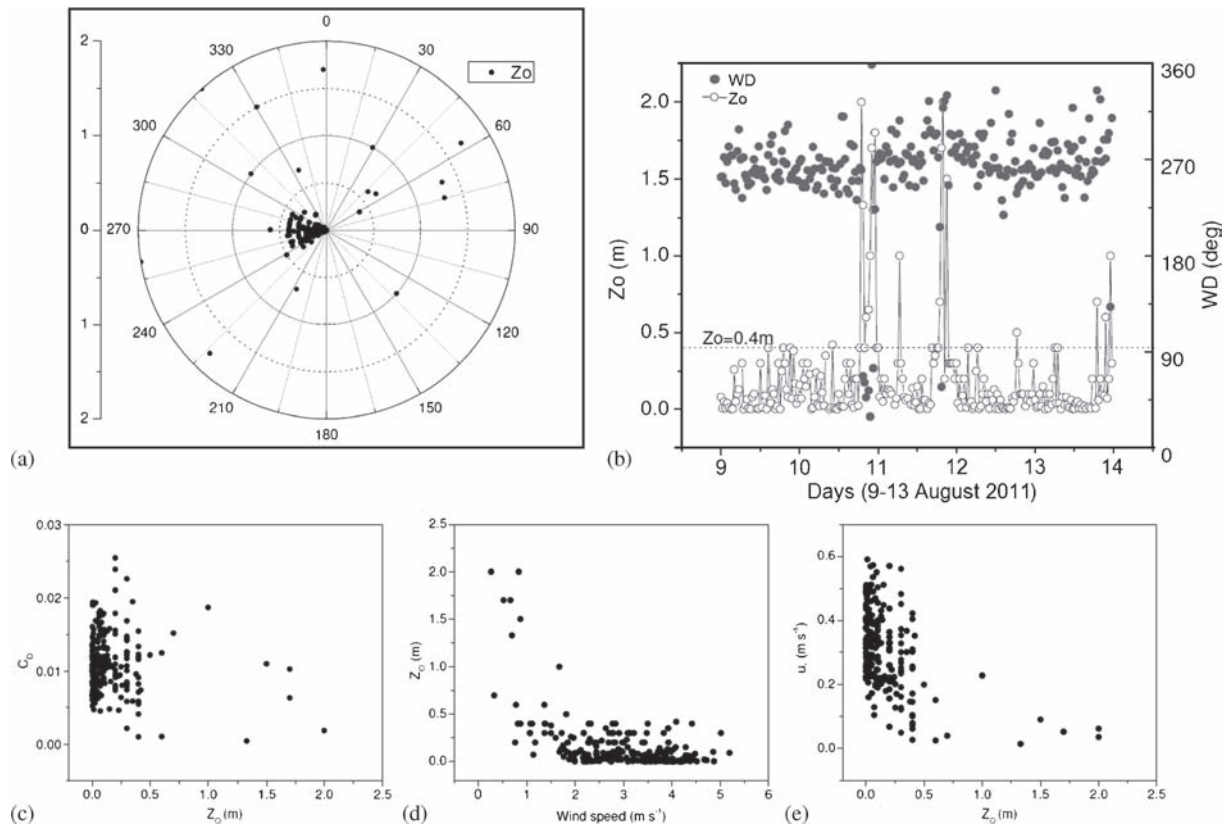 0
330
30
Zo
300
60
270
90
240
120
210
150
180
2
1
0
1
2
(a)
WD
Zo
2.0
1.5
1.0
0.5
0.0
Zo (m)
Zo=0.4m
360
270
180
90
0
WD (deg)
9 10 11 12 13 14
Days (9-13 August 2011)
(b)
0.03
0.02
0.01
0.00
C_D
0.0 0.5 1.0 1.5 2.0 2.5
Z_O (m)
(c)
2.5
2.0
1.5
1.0
0.5
0.0
Z_O (m)
0 1 2 3 4 5 6
Wind speed (m s⁻¹)
(d)
0.6
0.4
0.2
0.0
u* (m s⁻¹)
0.0 0.5 1.0 1.5 2.0 2.5
Z_O (m)
(e)